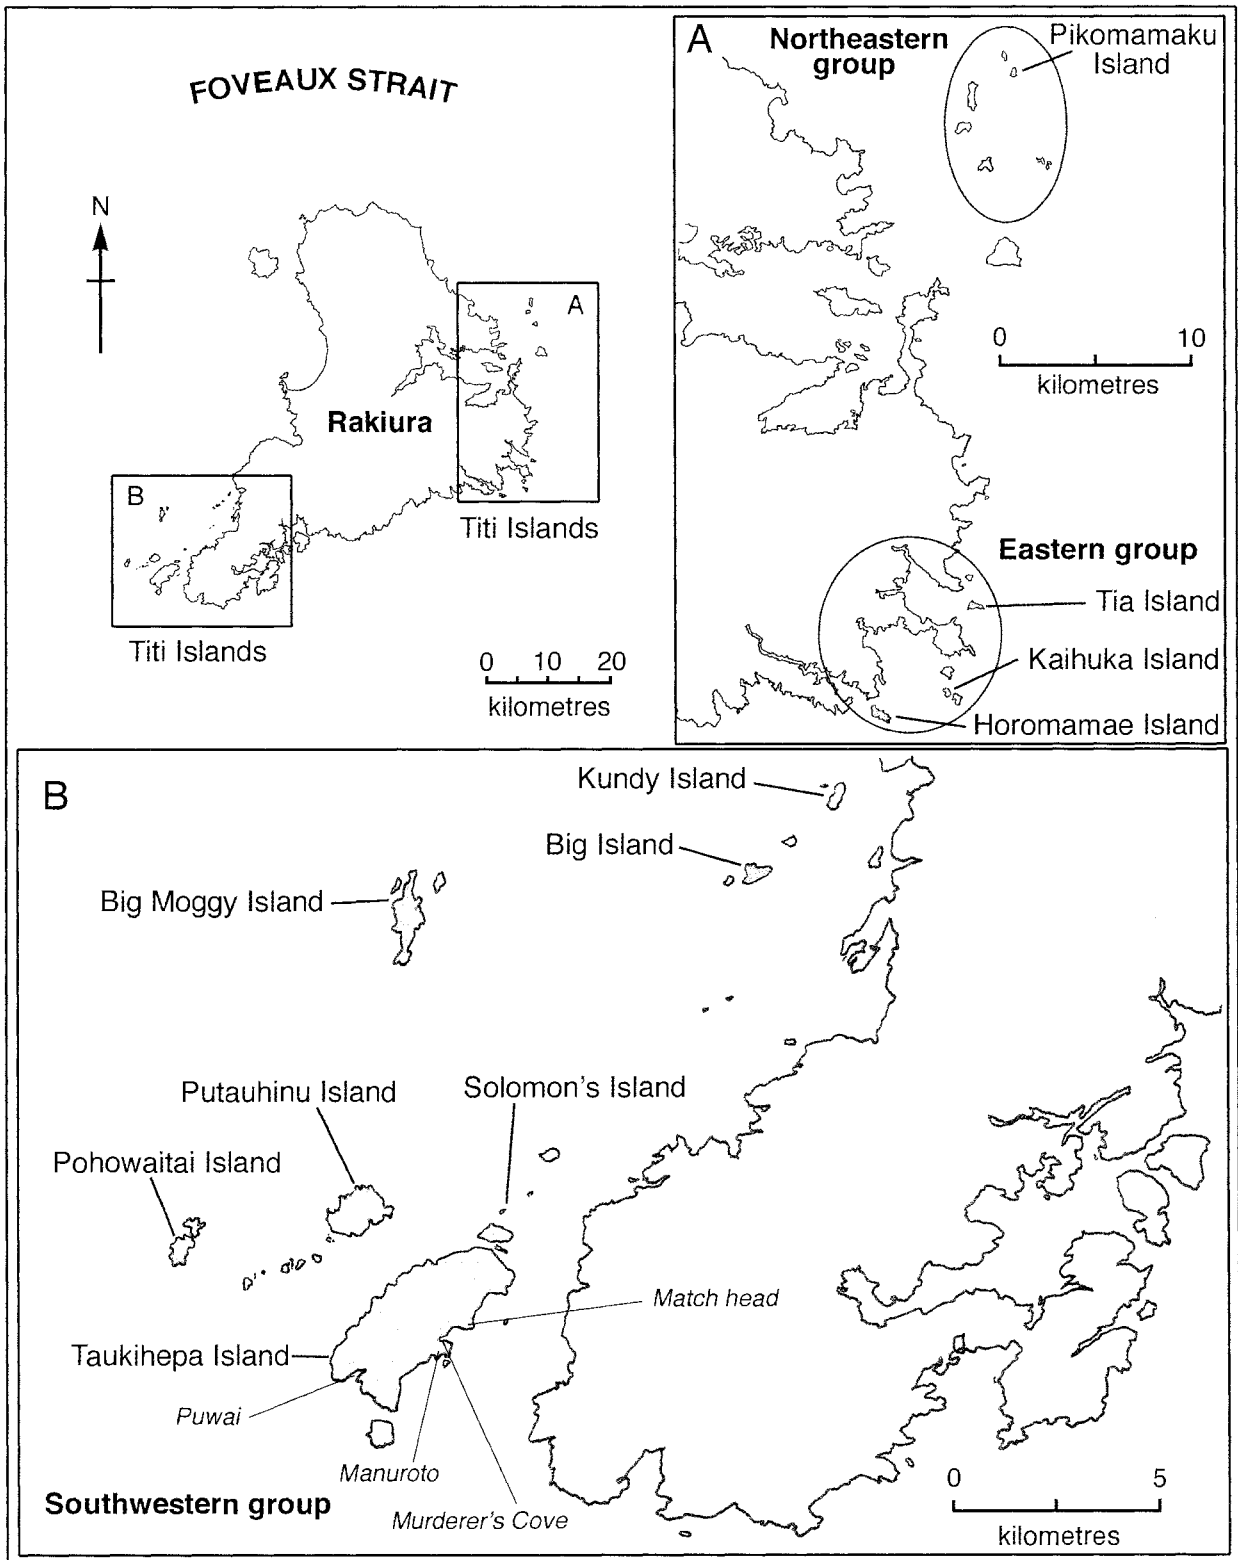 FOVEAUX STRAIT
N
A
Rakiura
B
Titi Islands
Titi Islands
0 10 20
kilometres
A
Northeastern
group
Pikomamaku
Island
0 10
kilometres
Eastern group
Tia Island
Kaihuka Island
Horomamae Island
B
Kundy Island
Big Island
Big Moggy Island
Putauhinu Island
Solomon's Island
Pohowaitai Island
Match head
Taukihepa Island
Puwai
Manuroto
Murderer's Cove
Southwestern group
0 5
kilometres